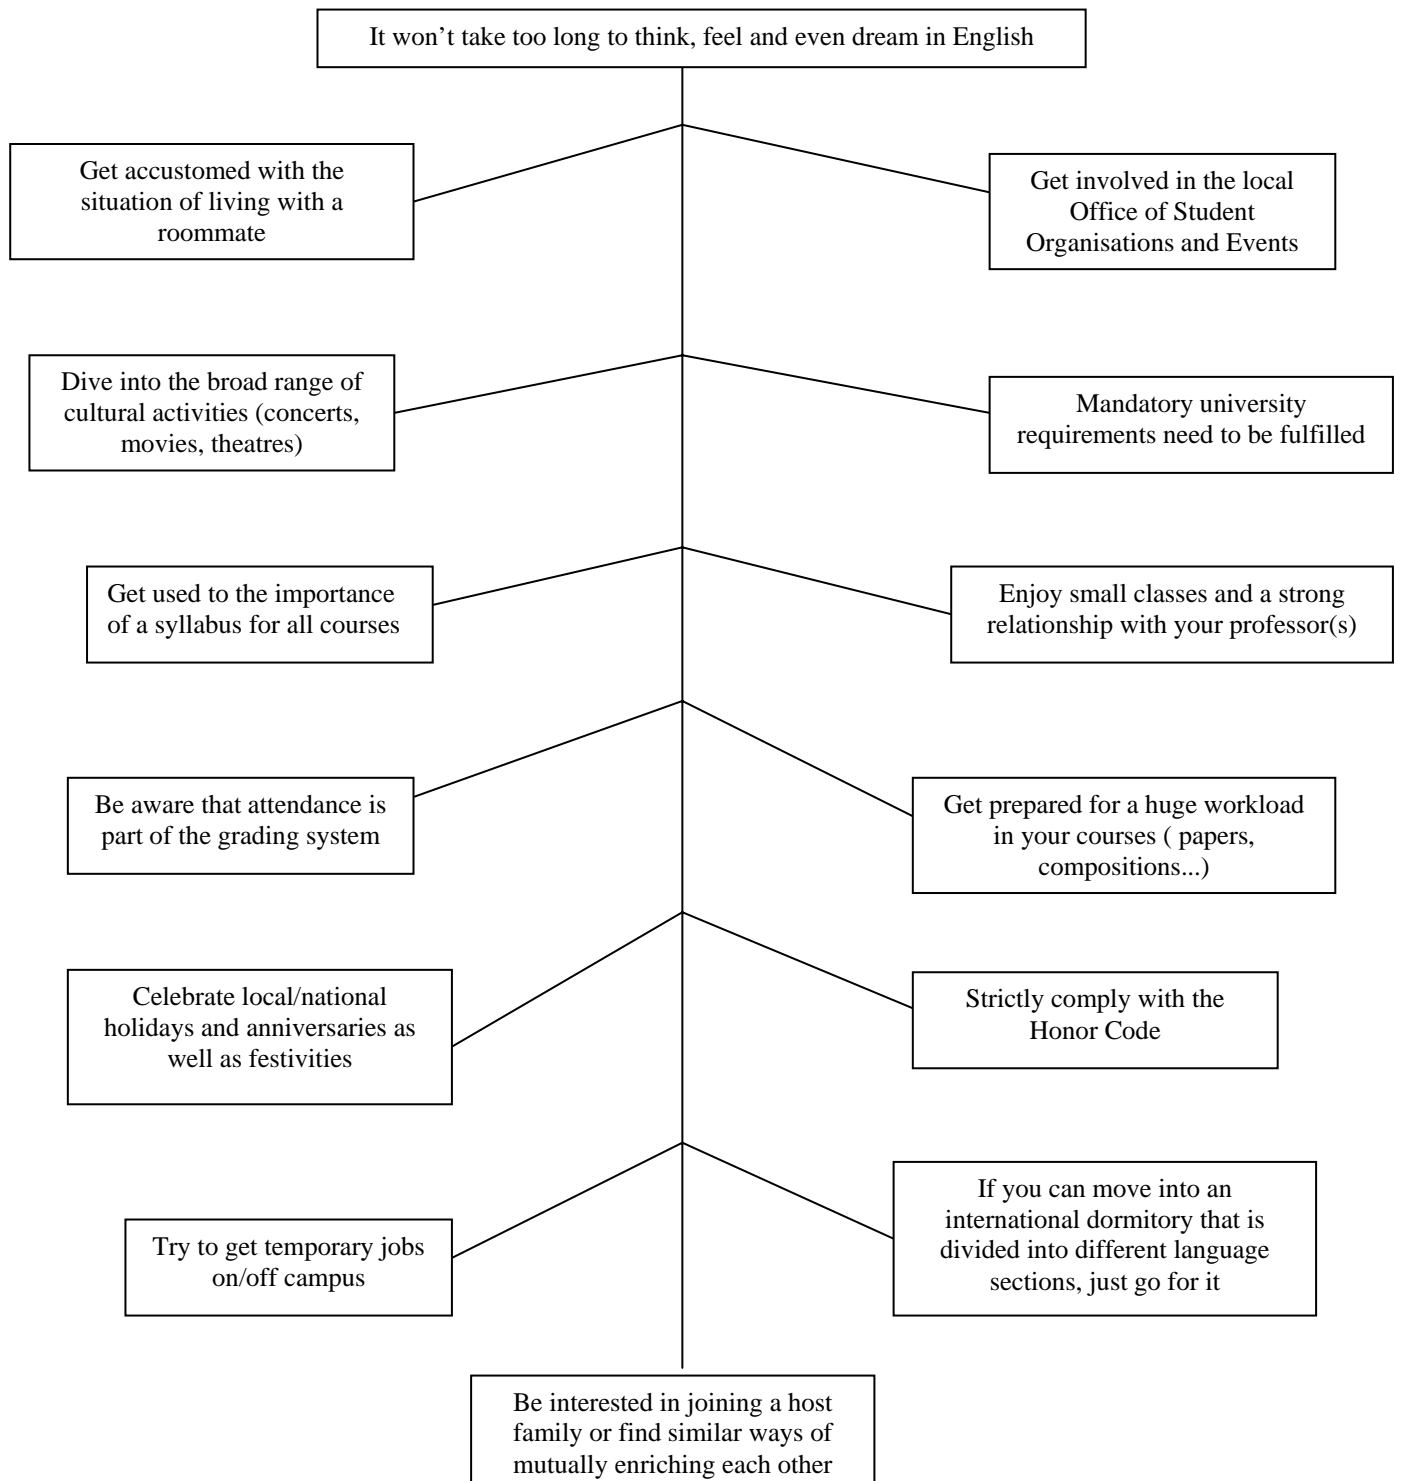 It won’t take too long to think, feel and even dream in English
Get accustomed with the
situation of living with a
roommate
Get involved in the local
Office of Student
Organisations and Events
Dive into the broad range of
cultural activities (concerts,
movies, theatres)
Mandatory university
requirements need to be fulfilled
Get used to the importance
of a syllabus for all courses
Enjoy small classes and a strong
relationship with your professor(s)
Be aware that attendance is
part of the grading system
Get prepared for a huge workload
in your courses ( papers,
compositions...)
Celebrate local/national
holidays and anniversaries as
well as festivities
Strictly comply with the
Honor Code
Try to get temporary jobs
on/off campus
If you can move into an
international dormitory that is
divided into different language
sections, just go for it
Be interested in joining a host
family or find similar ways of
mutually enriching each other